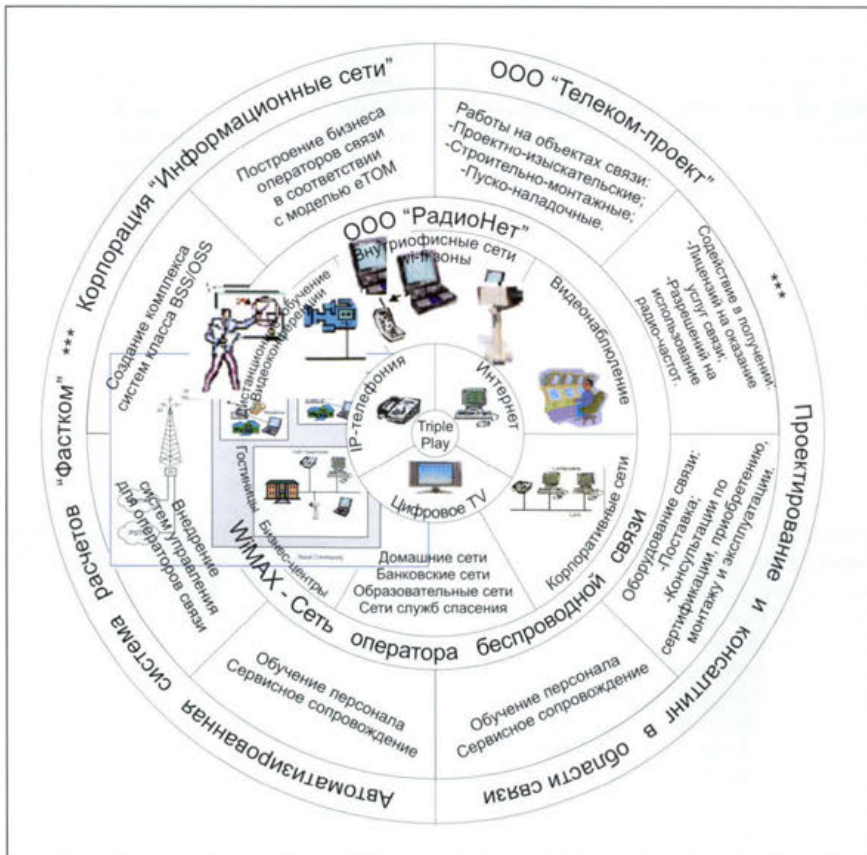 Корпорация "Информационные сети"
ООО "Телеком-проект"
***
Проектирование и консалтинг в области связи
Автоматизированная система расчетов "Фастком" ***
Построение бизнеса
операторов связи
в соответствии
с моделью eTOM
Работы на объектах связи:
-Проектно-изыскательские;
-Строительно-монтажные;
-Пуско-наладочные.
Содействие в получении:
-Лицензий на оказание
услуг связи;
-Разрешений на
использование
радио-частот.
Оборудование связи:
-Поставка;
-Консультации по
сертификации, приобретению,
монтажу и эксплуатации.
Обучение персонала
Сервисное сопровождение
Обучение персонала
Сервисное сопровождение
Внедрение
систем управления
для операторов связи
Создание комплекса
систем класса BSS/OSS
ООО "РадиоНет"
WiMAX - Сеть оператора беспроводной связи
Внутриофисные сети
wi-fi зоны
Видеонаблюдение
Корпоративные сети
Домашние сети
Банковские сети
Образовательные сети
Сети служб спасения
Бизнес-центры
Гостиницы
Дистанционное обучение
Видеоконференции
IP-телефония
Интернет
Цифровое TV
Triple
Play